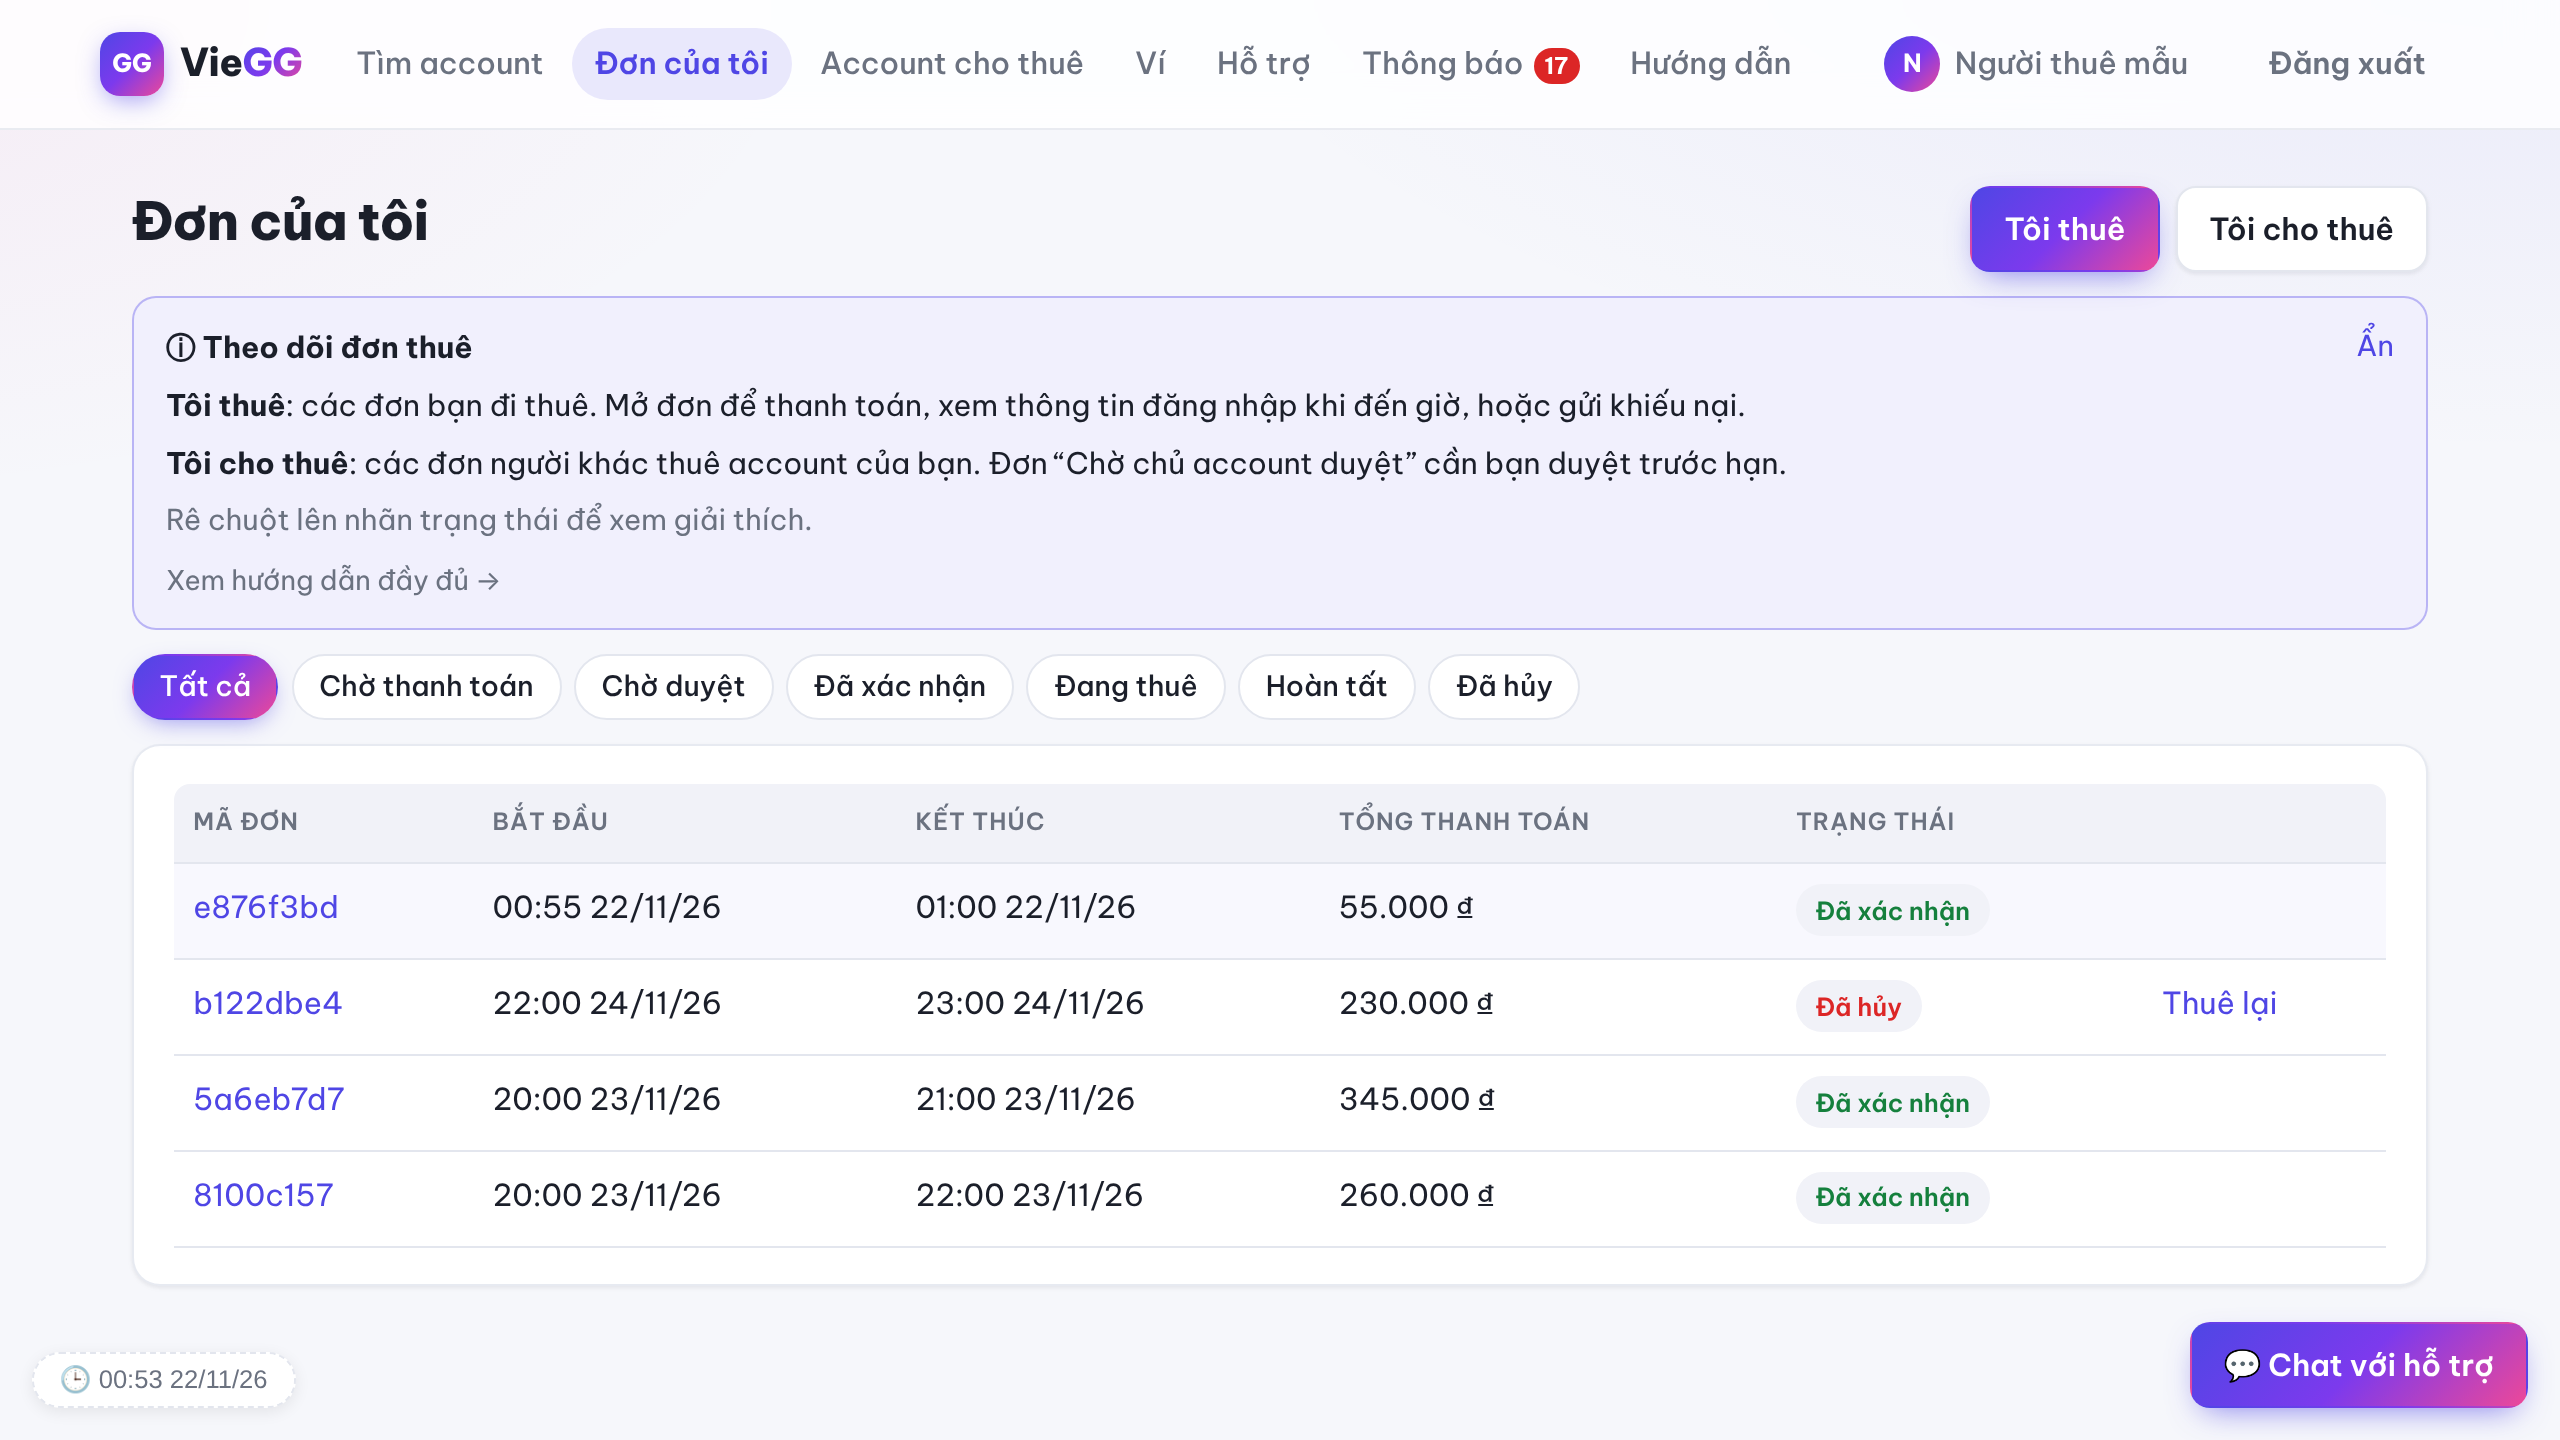 GG VieGG Tìm account Đơn của tôi Account cho thuê Ví Hỗ trợ Thông báo 17 Hướng dẫn N Người thuê mẫu Đăng xuất
Đơn của tôi Tôi thuê Tôi cho thuê
ⓘ Theo dõi đơn thuê Ẩn
Tôi thuê: các đơn bạn đi thuê. Mở đơn để thanh toán, xem thông tin đăng nhập khi đến giờ, hoặc gửi khiếu nại.
Tôi cho thuê: các đơn người khác thuê account của bạn. Đơn “Chờ chủ account duyệt” cần bạn duyệt trước hạn.
Rê chuột lên nhãn trạng thái để xem giải thích.
Xem hướng dẫn đầy đủ →
Tất cả Chờ thanh toán Chờ duyệt Đã xác nhận Đang thuê Hoàn tất Đã hủy
MÃ ĐƠN BẮT ĐẦU KẾT THÚC TỔNG THANH TOÁN TRẠNG THÁI
e876f3bd 00:55 22/11/26 01:00 22/11/26 55.000 ₫ Đã xác nhận
b122dbe4 22:00 24/11/26 23:00 24/11/26 230.000 ₫ Đã hủy Thuê lại
5a6eb7d7 20:00 23/11/26 21:00 23/11/26 345.000 ₫ Đã xác nhận
8100c157 20:00 23/11/26 22:00 23/11/26 260.000 ₫ Đã xác nhận
🕒 00:53 22/11/26 💬 Chat với hỗ trợ